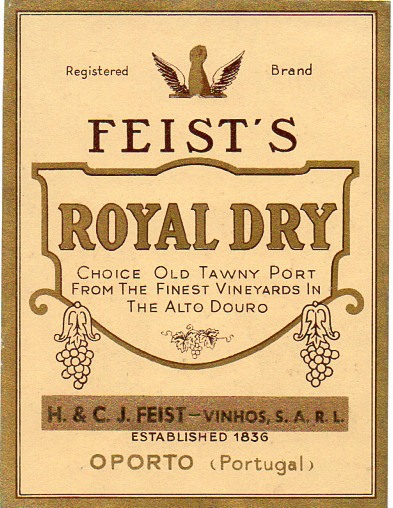 Registered Brand
FEIST'S
ROYAL DRY
CHOICE OLD TAWNY PORT
FROM THE FINEST VINEYARDS IN
THE ALTO DOURO
H. & C. J. FEIST — VINHOS, S. A. R. L.
ESTABLISHED 1836
OPORTO (Portugal)